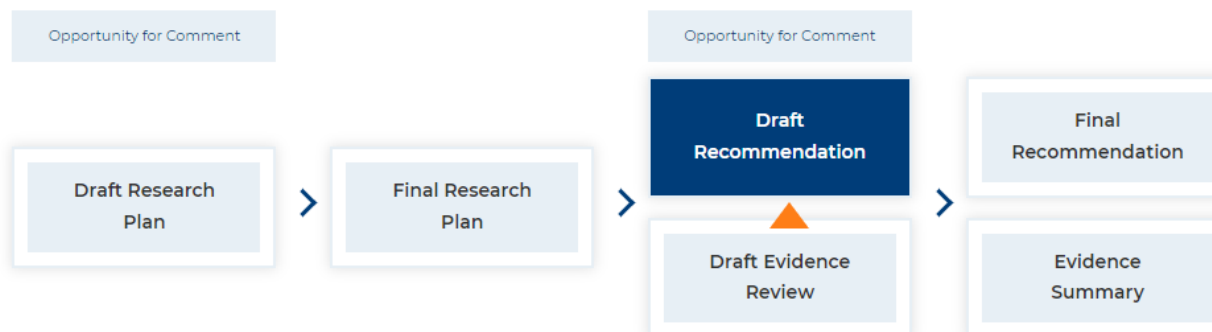 Opportunity for Comment
Opportunity for Comment
Draft Research
Plan
Final Research
Plan
Draft
Recommendation
Draft Evidence
Review
Final
Recommendation
Evidence
Summary